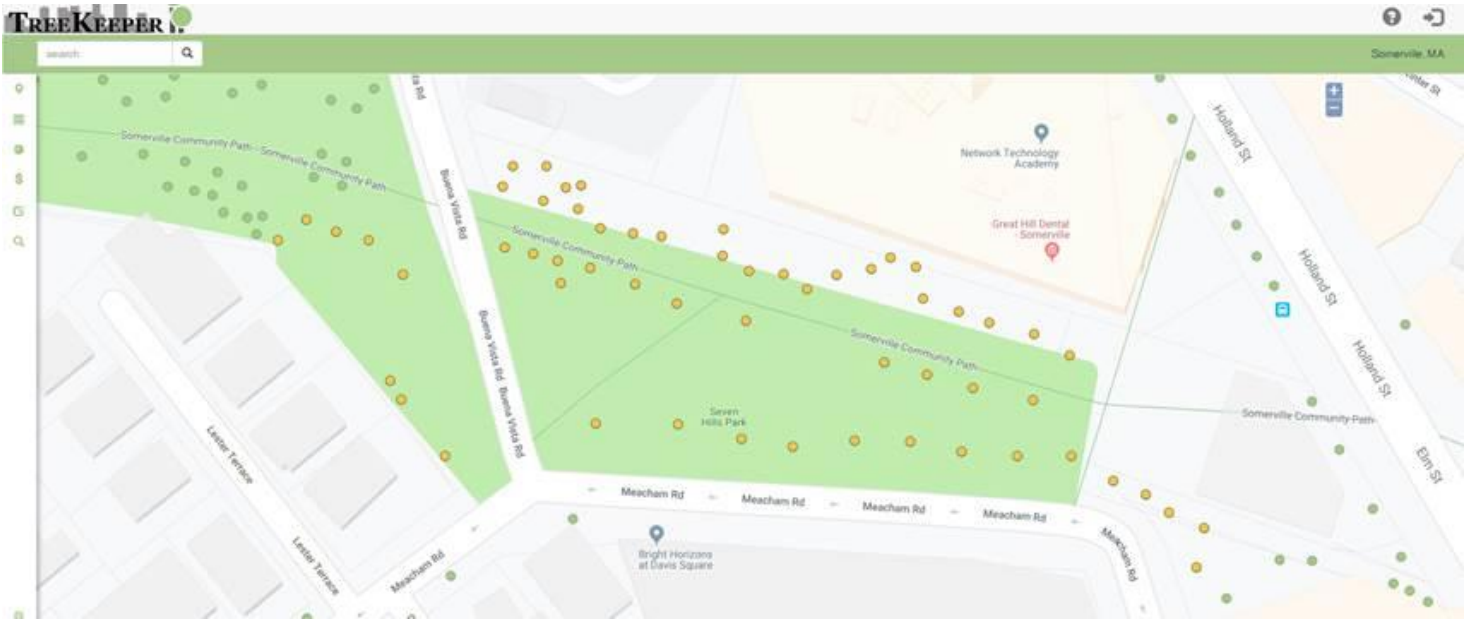 TREEKEEPER
search:
Somerville, MA
ta Rd
Holland St
Network Technology
Academy
Somerville Community Path
Somerville Community Path
Buena Vista Rd
Great Hill Dental
- Somerville
Somerville Community Path
Holland St
Buena Vista Rd
Somerville Community Path
Holland St
Buena Vista Rd
Seven
Hills Park
Somerville Community Path
Lester Terrace
Elm St
Meacham Rd
Meacham Rd
Meacham Rd
Meacham Rd
Bright Horizons
at Davis Square
Meacham Rd
Lester Terrace
Meacham Rd